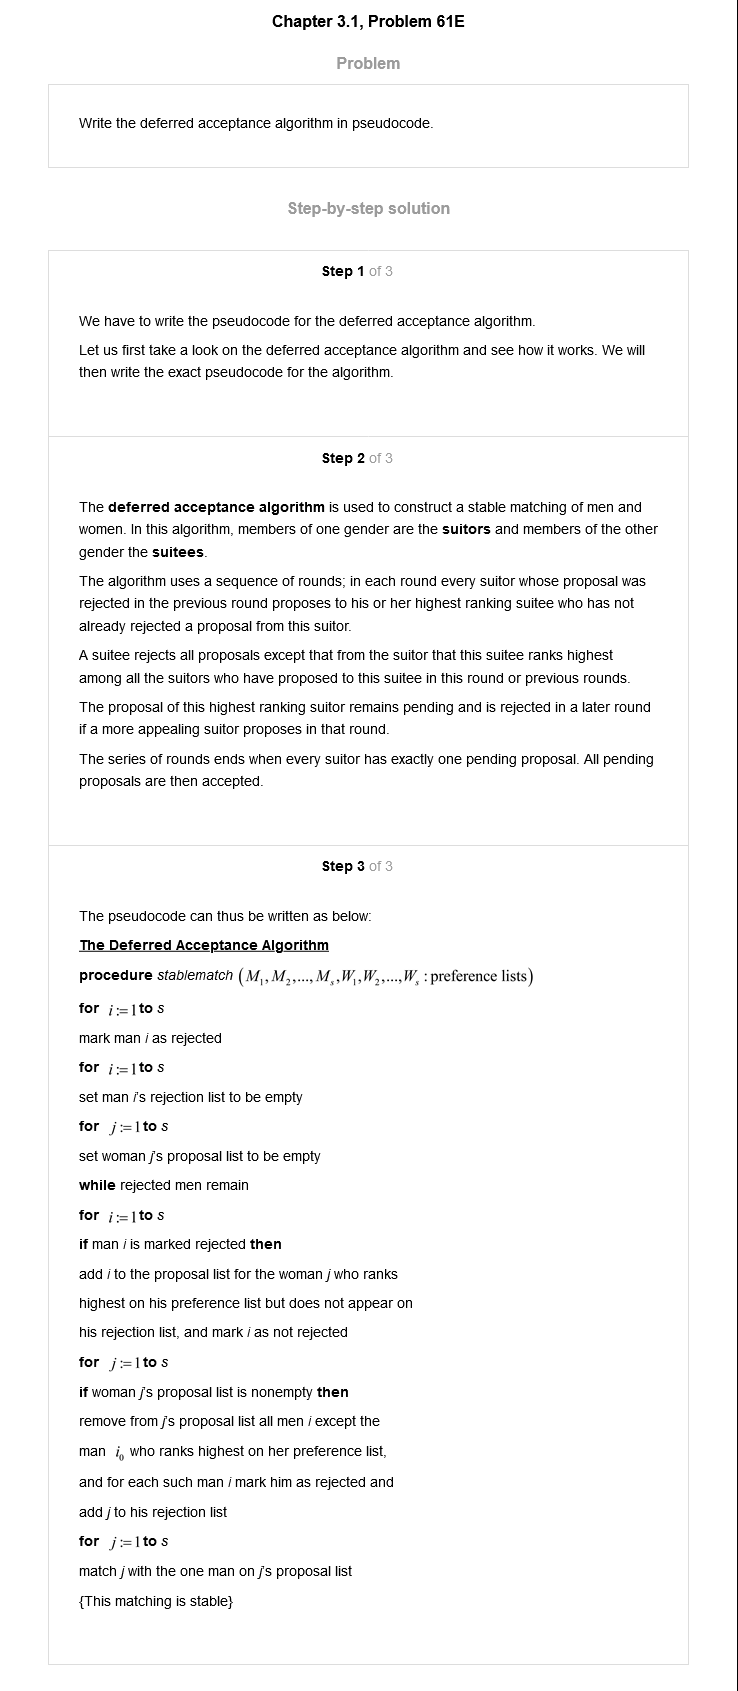 Chapter 3.1, Problem 61E
Problem
Write the deferred acceptance algorithm in pseudocode.
Step-by-step solution
Step 1 of 3
We have to write the pseudocode for the deferred acceptance algorithm.
Let us first take a look on the deferred acceptance algorithm and see how it works. We will
then write the exact pseudocode for the algorithm.
Step 2 of 3
The deferred acceptance algorithm is used to construct a stable matching of men and
women. In this algorithm, members of one gender are the suitors and members of the other
gender the suitees.
The algorithm uses a sequence of rounds; in each round every suitor whose proposal was
rejected in the previous round proposes to his or her highest ranking suitee who has not
already rejected a proposal from this suitor.
A suitee rejects all proposals except that from the suitor that this suitee ranks highest
among all the suitors who have proposed to this suitee in this round or previous rounds.
The proposal of this highest ranking suitor remains pending and is rejected in a later round
if a more appealing suitor proposes in that round.
The series of rounds ends when every suitor has exactly one pending proposal. All pending
proposals are then accepted.
Step 3 of 3
The pseudocode can thus be written as below:
The Deferred Acceptance Algorithm
procedure stablematch (M₁, M₂,..., Mₛ, W₁, W₂,..., Wₛ : preference lists)
for i := 1 to s
mark man i as rejected
for i := 1 to s
set man i's rejection list to be empty
for j := 1 to s
set woman j's proposal list to be empty
while rejected men remain
for i := 1 to s
if man i is marked rejected then
add i to the proposal list for the woman j who ranks
highest on his preference list but does not appear on
his rejection list, and mark i as not rejected
for j := 1 to s
if woman j's proposal list is nonempty then
remove from j's proposal list all men i except the
man i₀ who ranks highest on her preference list,
and for each such man i mark him as rejected and
add j to his rejection list
for j := 1 to s
match j with the one man on j's proposal list
{This matching is stable}